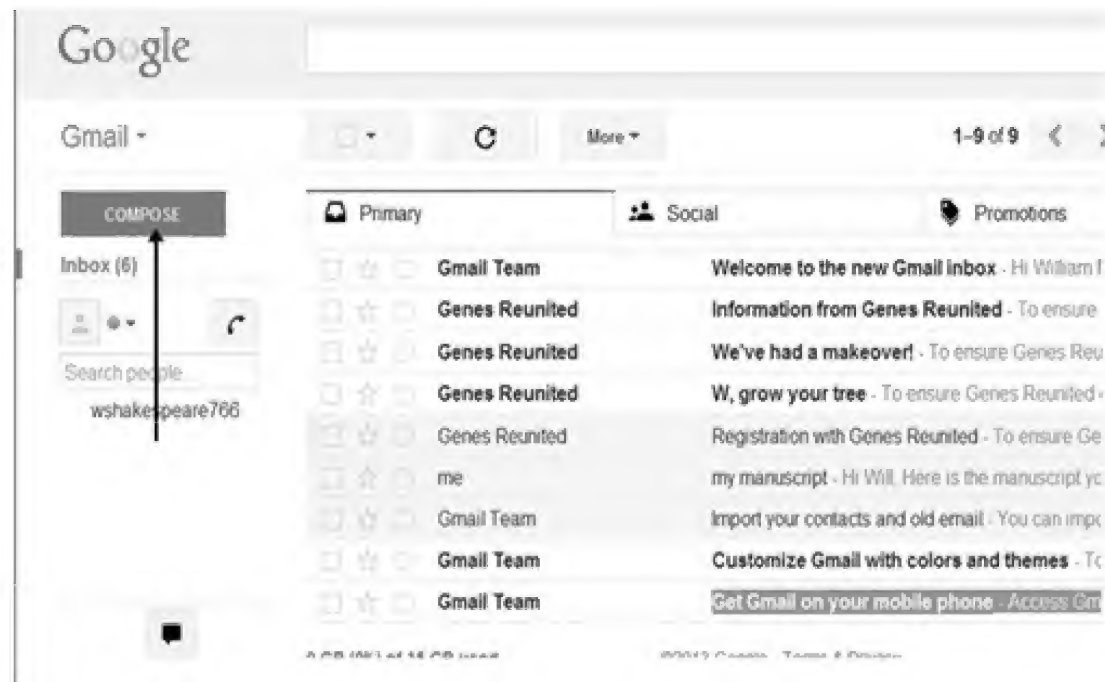 Google
Gmail
More
1–9 of 9
COMPOSE
Primary
Social
Promotions
Inbox (6)
Gmail Team Welcome to the new Gmail inbox - Hi William
Genes Reunited Information from Genes Reunited - To ensure
Genes Reunited We've had a makeover! - To ensure Genes Reu
Search people...
Genes Reunited W, grow your tree - To ensure Genes Reunited
wshakespeare766
Genes Reunited Registration with Genes Reunited - To ensure Ge
me my manuscript - Hi Will. Here is the manuscript yo
Gmail Team Import your contacts and old email - You can impo
Gmail Team Customize Gmail with colors and themes - To
Gmail Team Get Gmail on your mobile phone - Access Gm